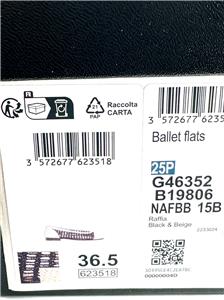 R
21
PAP
Raccolta
CARTA
3 572677 623518
36.5
623518
3 572677 6235
Ballet flats
25P
G46352
B19806
NAFBB 15B
Raffia
Black & Beige
2233024